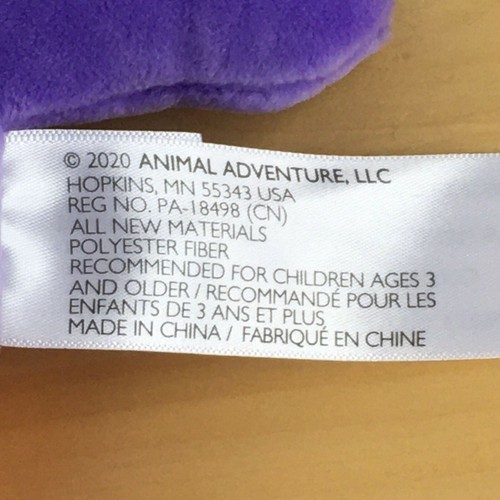 © 2020 ANIMAL ADVENTURE, LLC
HOPKINS, MN 55343 USA
REG NO. PA-18498 (CN)
ALL NEW MATERIALS
POLYESTER FIBER
RECOMMENDED FOR CHILDREN AGES 3
AND OLDER / RECOMMANDÉ POUR LES
ENFANTS DE 3 ANS ET PLUS
MADE IN CHINA / FABRIQUÉ EN CHINE